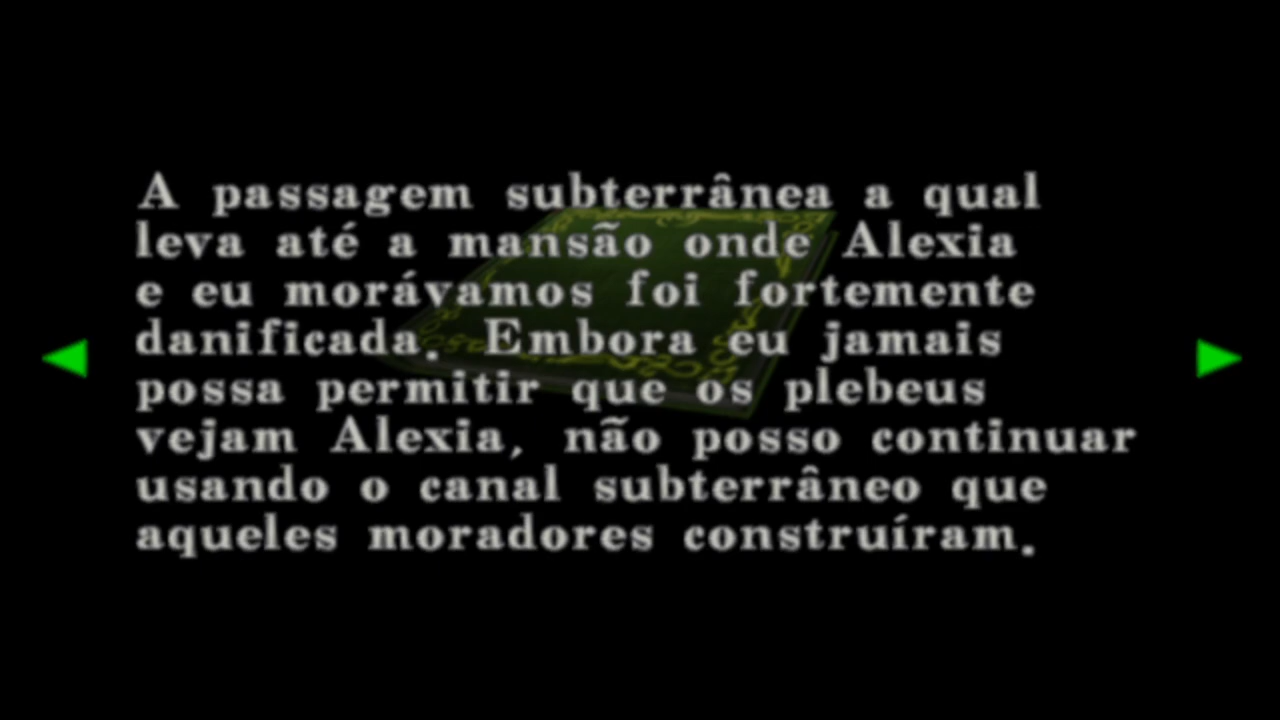 A passagem subterrânea a qual
leva até a mansão onde Alexia
e eu morávamos foi fortemente
danificada. Embora eu jamais
possa permitir que os plebeus
vejam Alexia, não posso continuar
usando o canal subterrâneo que
aqueles moradores construíram.